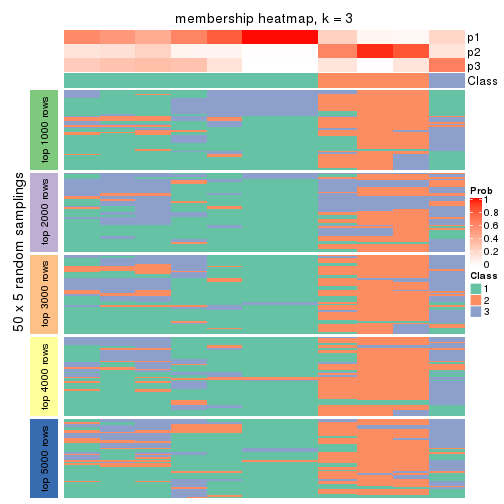 membership heatmap, k = 3
p1
p2
p3
Class
50 x 5 random samplings
top 1000 rows
top 2000 rows
top 3000 rows
top 4000 rows
top 5000 rows
Prob
1
0.8
0.6
0.4
0.2
0
Class
1
2
3